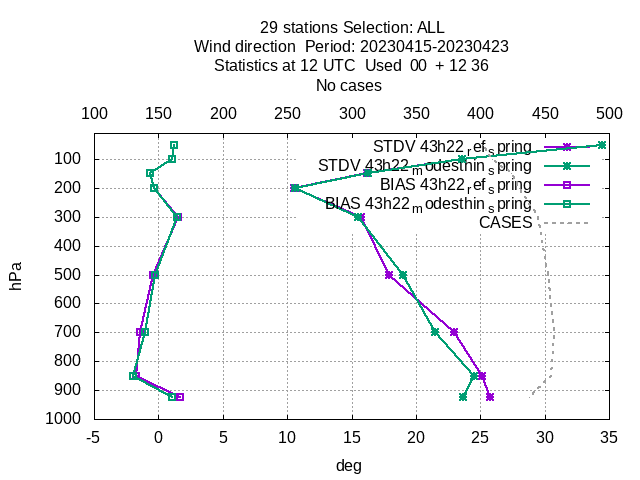 29 stations Selection: ALL
Wind direction  Period: 20230415-20230423
Statistics at 12 UTC  Used  00  + 12 36
No cases
100 150 200 250 300 350 400 450 500
STDV 43h22_ref_spring
STDV 43h22_modesthin_spring
BIAS 43h22_ref_spring
BIAS 43h22_modesthin_spring
CASES
100
200
300
400
500
600
700
800
900
1000
hPa
-5 0 5 10 15 20 25 30 35
deg